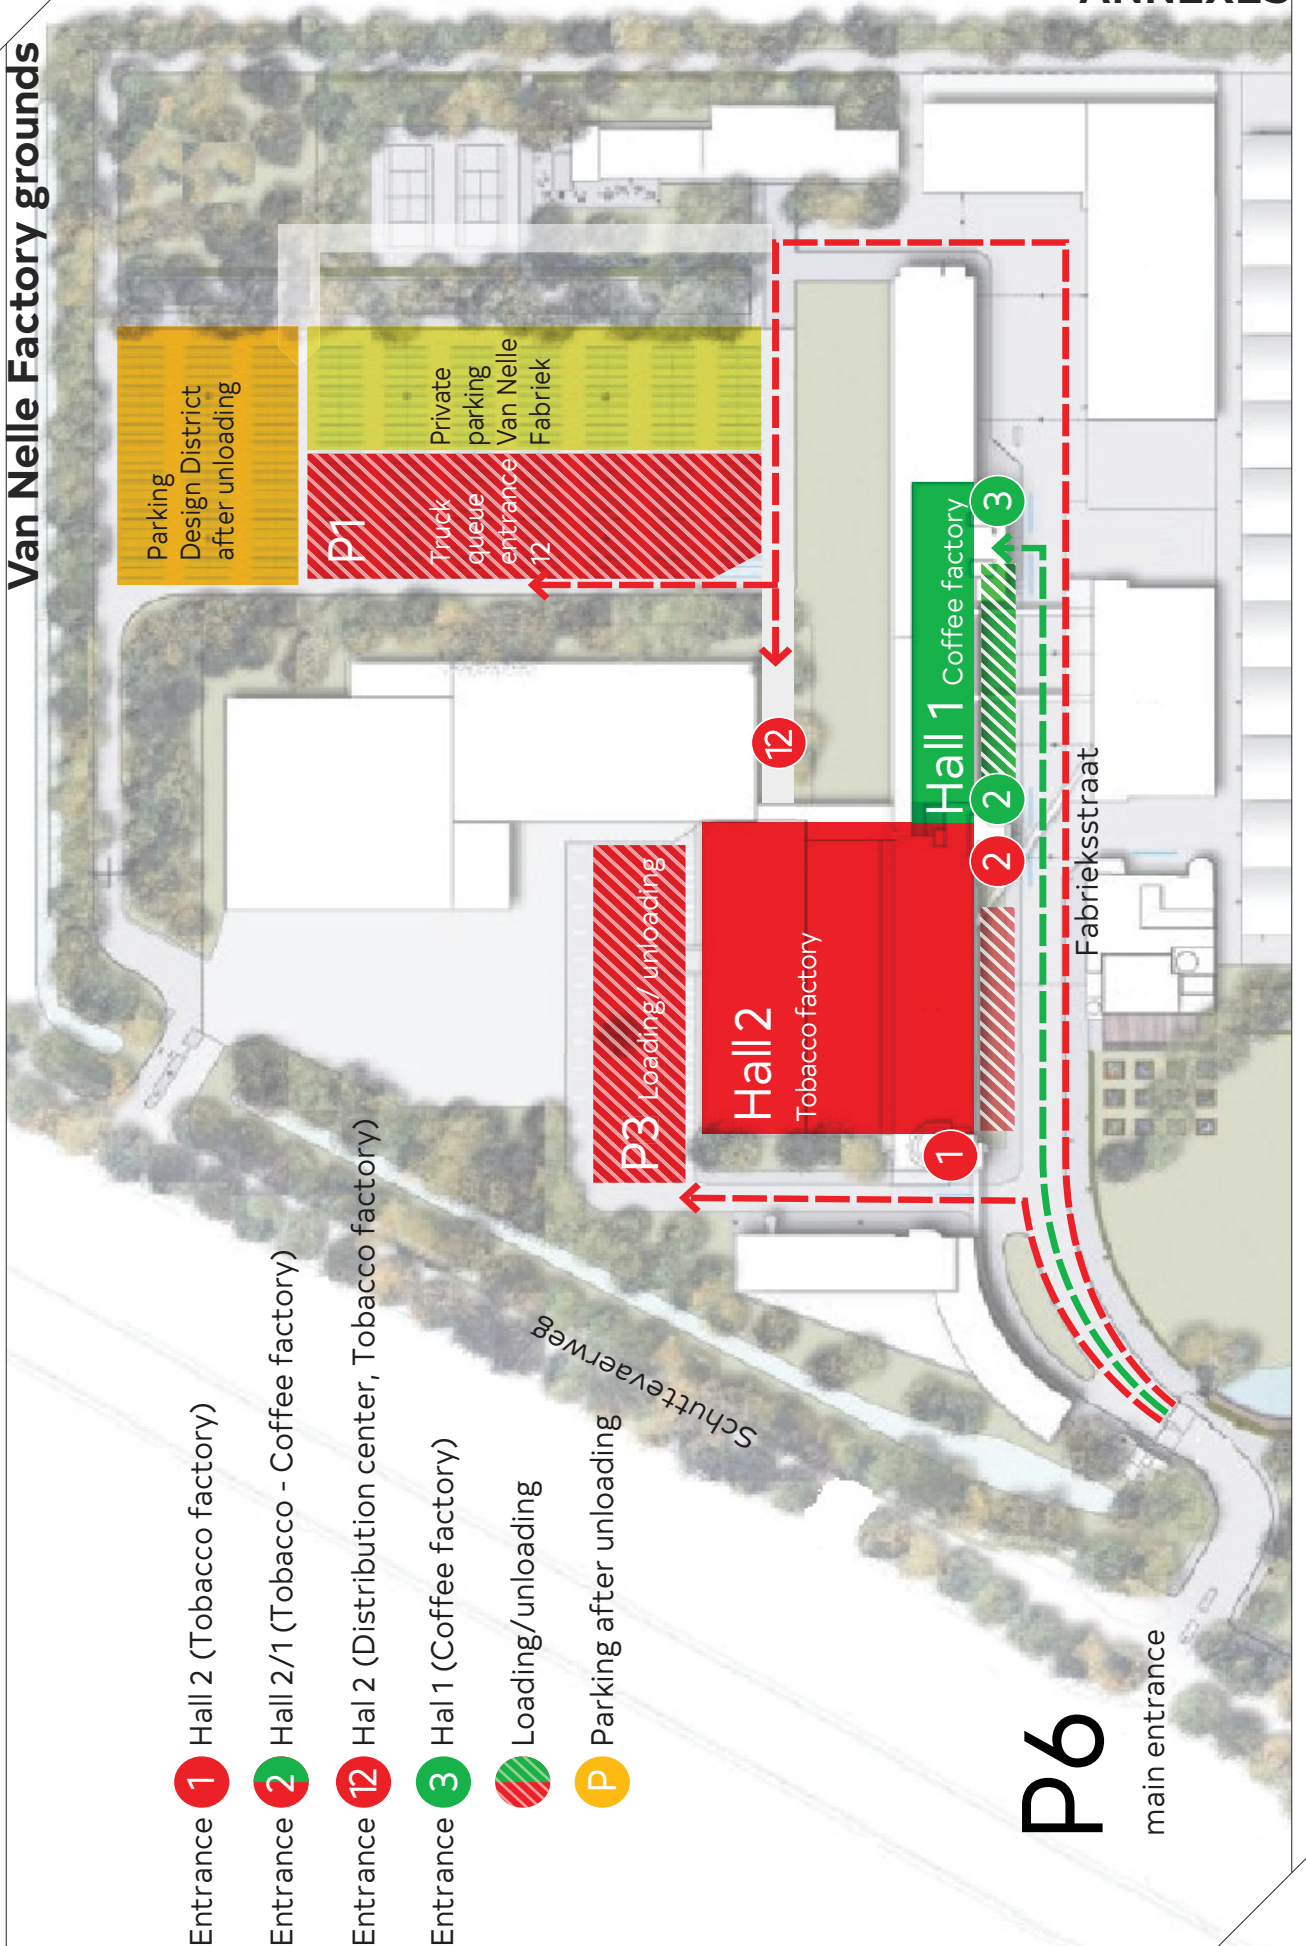 ANNEXES
Van Nelle Factory grounds
Entrance 1 Hall 2 (Tobacco factory)
Entrance 2 Hall 2/1 (Tobacco - Coffee factory)
Entrance 12 Hal 2 (Distribution center, Tobacco factory)
Entrance 3 Hal 1 (Coffee factory)
Loading/unloading
P Parking after unloading
Parking
Design District
after unloading
P1
Truck
queue
entrance
12
Private
parking
Van Nelle
Fabriek
12
P3 Loading/ unloading
Hall 2
Tobacco factory
Hall 1 Coffee factory
1
2
2
3
Fabrieksstraat
Schuttevaerweg
P6
main entrance